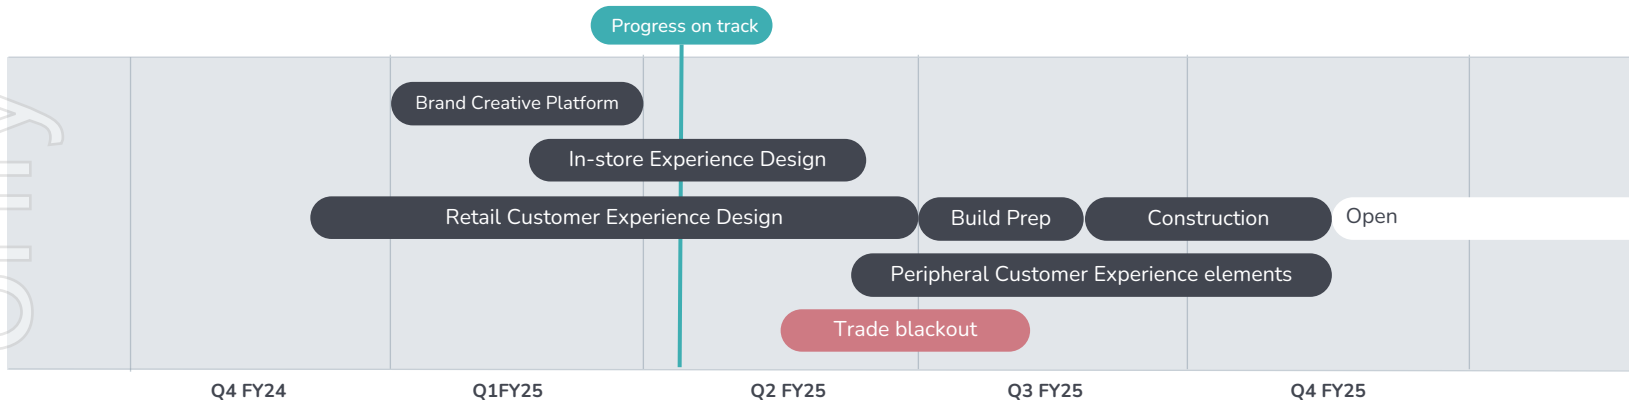 Progress on track
Brand Creative Platform
In-store Experience Design
Retail Customer Experience Design
Build Prep
Construction
Open
Peripheral Customer Experience elements
Trade blackout
Q4 FY24
Q1FY25
Q2 FY25
Q3 FY25
Q4 FY25